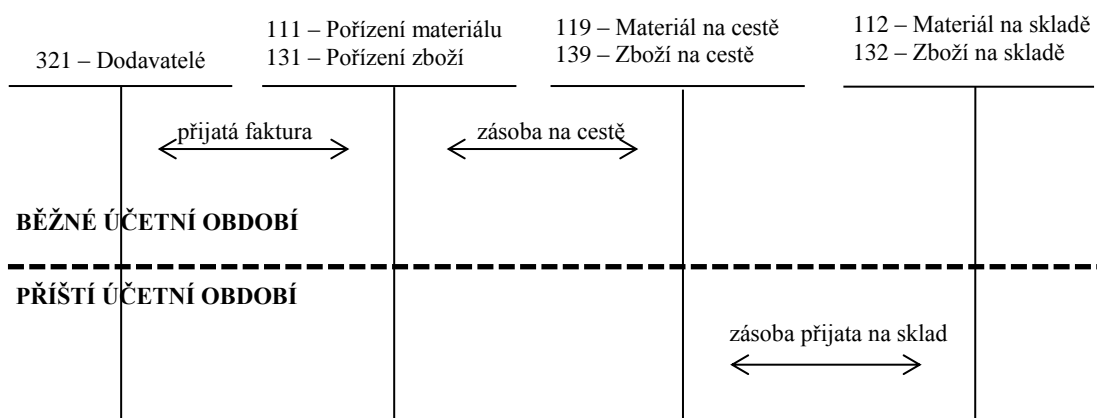 321 – Dodavatelé
111 – Pořízení materiálu
131 – Pořízení zboží
119 – Materiál na cestě
139 – Zboží na cestě
112 – Materiál na skladě
132 – Zboží na skladě
přijatá faktura
zásoba na cestě
BĚŽNÉ ÚČETNÍ OBDOBÍ
PŘÍŠTÍ ÚČETNÍ OBDOBÍ
zásoba přijata na sklad